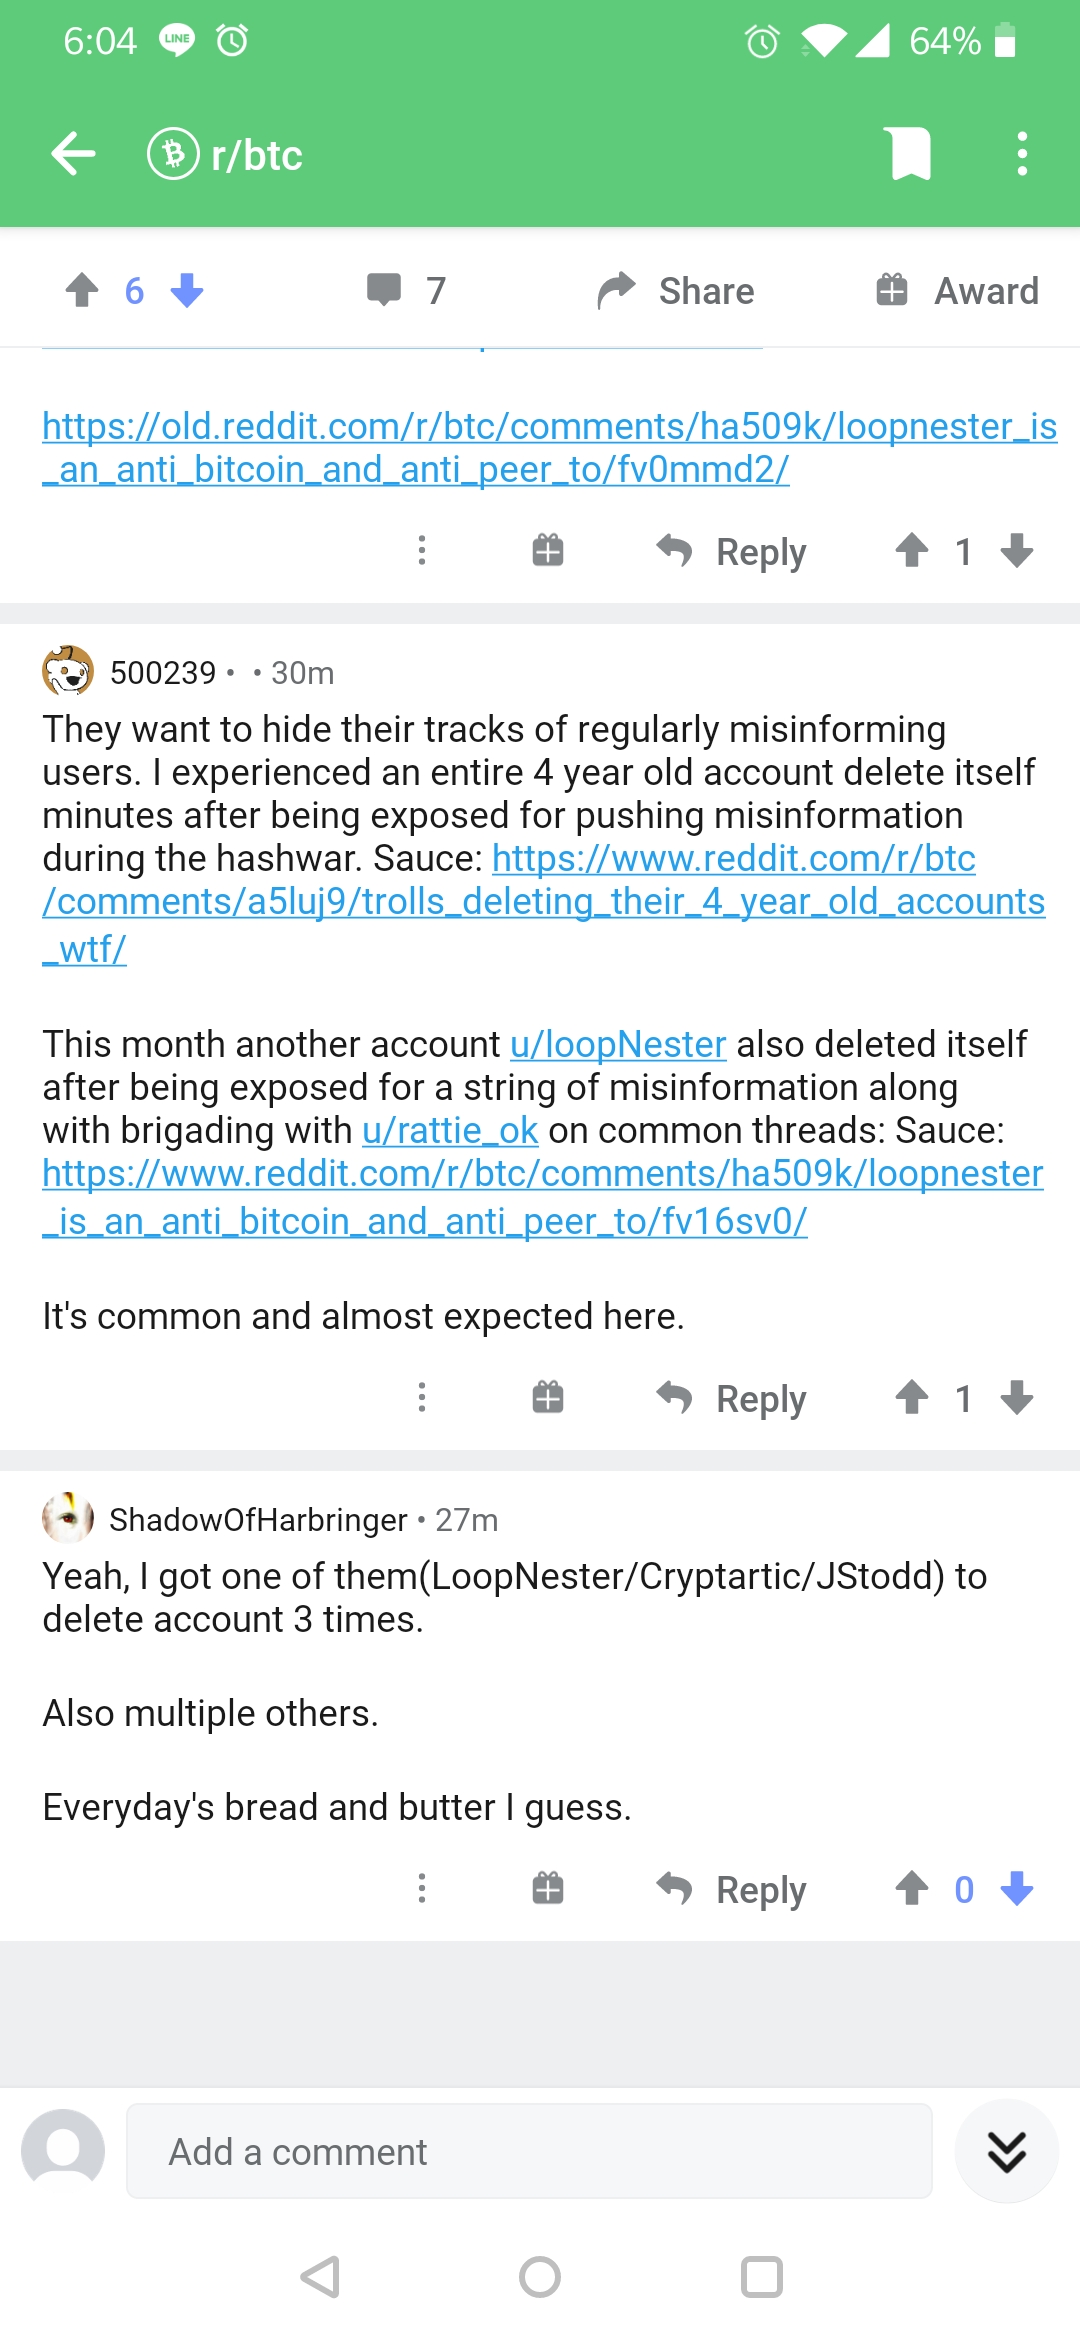 6:04 LINE 64%
r/btc
6 7 Share Award
https://old.reddit.com/r/btc/comments/ha509k/loopnester_is
_an_anti_bitcoin_and_anti_peer_to/fv0mmd2/
Reply 1
500239 • • 30m
They want to hide their tracks of regularly misinforming
users. I experienced an entire 4 year old account delete itself
minutes after being exposed for pushing misinformation
during the hashwar. Sauce: https://www.reddit.com/r/btc
/comments/a5luj9/trolls_deleting_their_4_year_old_accounts
_wtf/
This month another account u/loopNester also deleted itself
after being exposed for a string of misinformation along
with brigading with u/rattie_ok on common threads: Sauce:
https://www.reddit.com/r/btc/comments/ha509k/loopnester
_is_an_anti_bitcoin_and_anti_peer_to/fv16sv0/
It's common and almost expected here.
Reply 1
ShadowOfHarbringer • 27m
Yeah, I got one of them(LoopNester/Cryptartic/JStodd) to
delete account 3 times.
Also multiple others.
Everyday's bread and butter I guess.
Reply 0
Add a comment